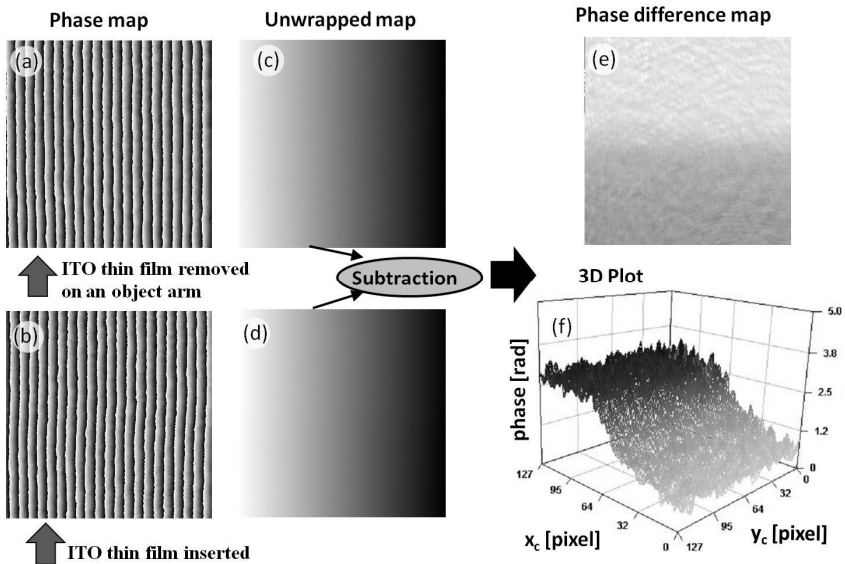 Phase map
Unwrapped map
Phase difference map
(a)
(c)
(e)
ITO thin film removed
on an object arm
Subtraction
3D Plot
(b)
(d)
(f)
phase [rad]
5.0
3.8
2.5
1.2
0
127
95
64
32
0
127
95
64
32
0
x_c [pixel]
y_c [pixel]
ITO thin film inserted